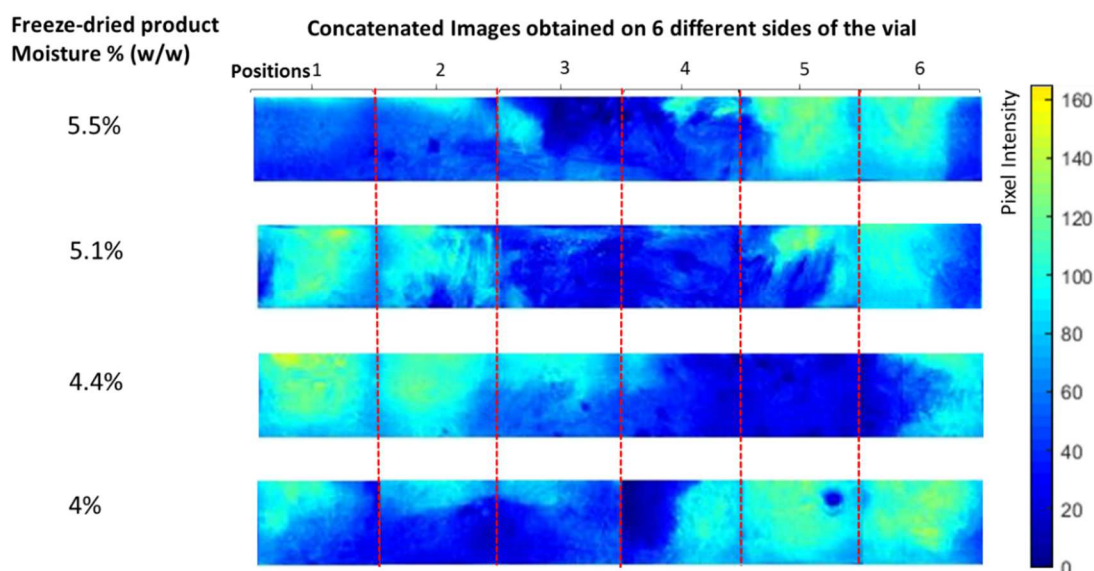 Freeze-dried product
Moisture % (w/w)
Concatenated Images obtained on 6 different sides of the vial
Positions 1 2 3 4 5 6
5.5%
5.1%
4.4%
4%
Pixel Intensity
160
140
120
100
80
60
40
20
0